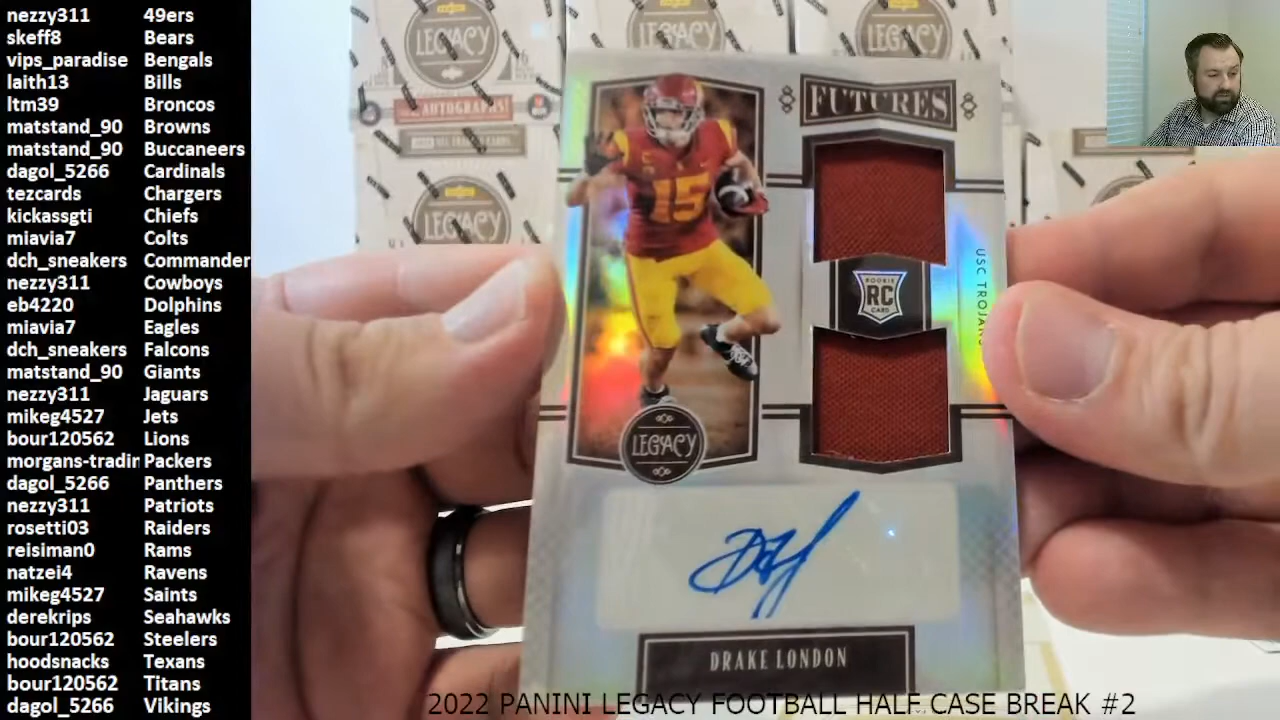 nezzy311 49ers
skeff8 Bears
vips_paradise Bengals
laith13 Bills
ltm39 Broncos
matstand_90 Browns
matstand_90 Buccaneers
dagol_5266 Cardinals
tezcards Chargers
kickassgti Chiefs
miavia7 Colts
dch_sneakers Commander
nezzy311 Cowboys
eb4220 Dolphins
miavia7 Eagles
dch_sneakers Falcons
matstand_90 Giants
nezzy311 Jaguars
mikeg4527 Jets
bour120562 Lions
morgans-tradin Packers
dagol_5266 Panthers
nezzy311 Patriots
rosetti03 Raiders
reisiman0 Rams
natzei4 Ravens
mikeg4527 Saints
derekrips Seahawks
bour120562 Steelers
hoodsnacks Texans
bour120562 Titans
dagol_5266 Vikings
LEGACY
AUTOGRAPHS!
LEGACY
LEGACY
LEGACY
FUTURES
15
ROOKIE
RC
CARD
USC TROJANS
LEGACY
DRAKE LONDON
2022 PANINI LEGACY FOOTBALL HALF CASE BREAK #2